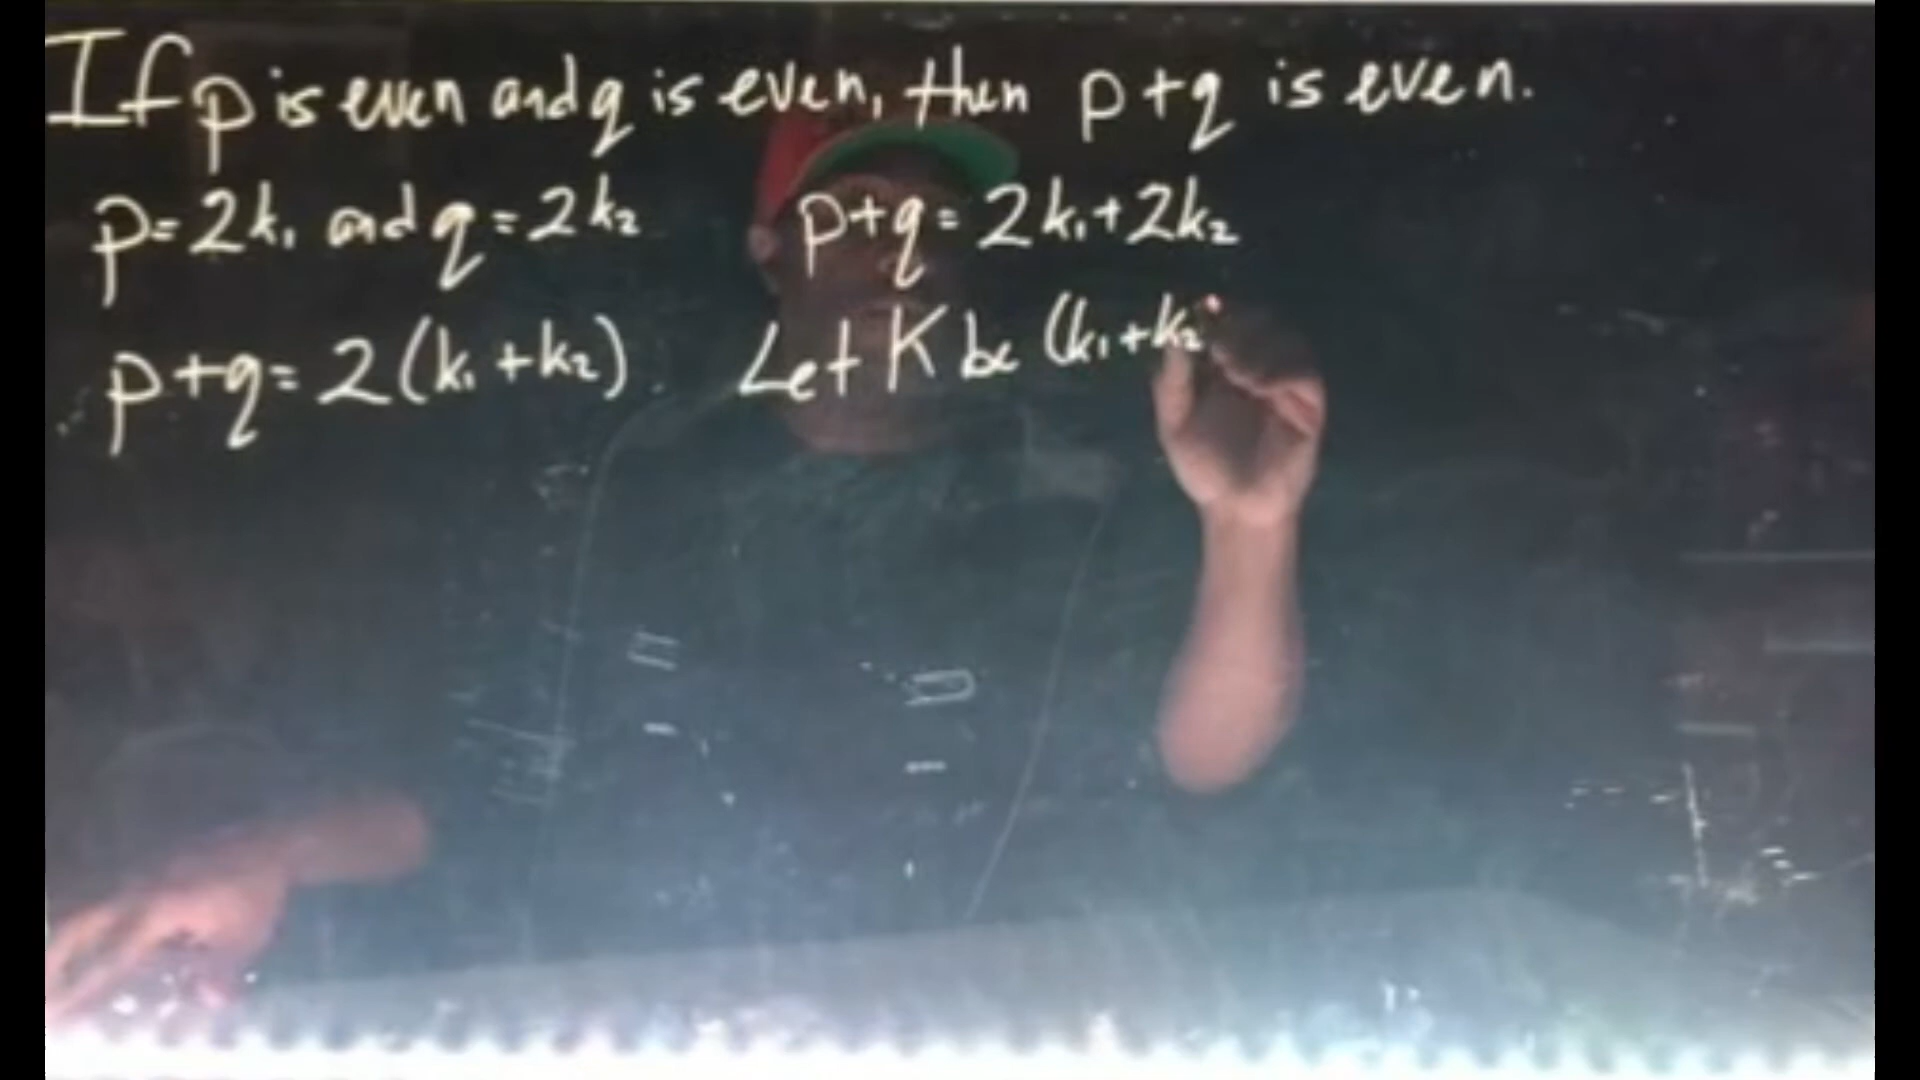 If p is even and q is even, then p+q is even.
p=2k₁ and q=2k₂ p+q=2k₁+2k₂
p+q=2(k₁+k₂) Let K be (k₁+k₂